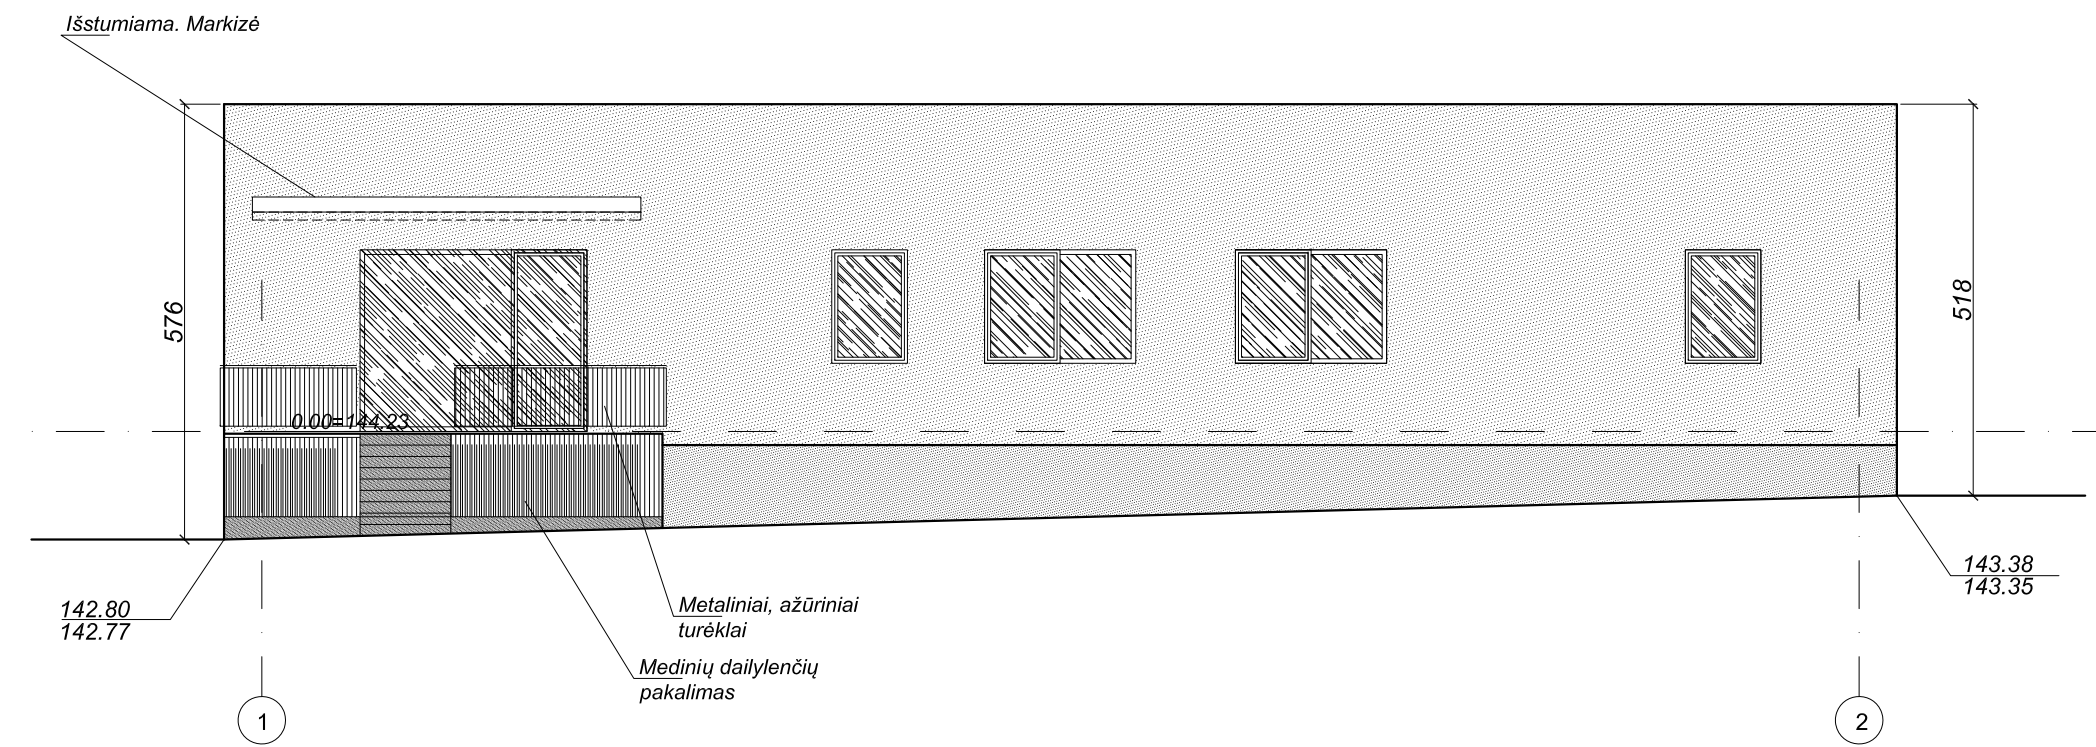 Išstumiama. Markizė
576
518
0.00=144.23
143.38
143.35
142.80
142.77
Metaliniai, ažūriniai
turėklai
Medinių dailylenčių
pakalimas
1
2